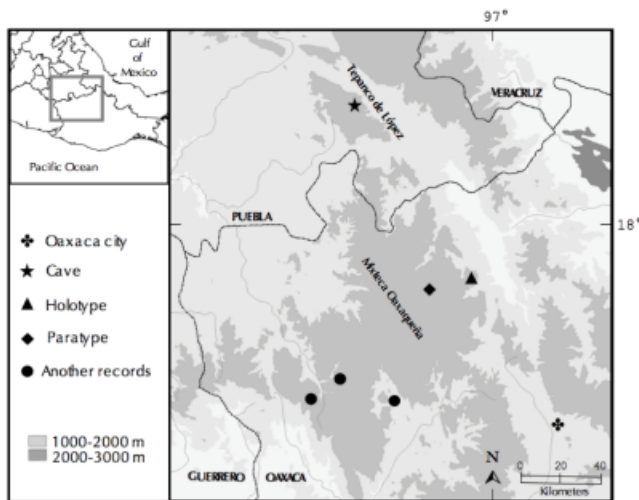 97°
Gulf
of
Mexico
Pacific Ocean
Tepanco de López
VERACRUZ
PUEBLA
18°
Mixteca Oaxaqueña
Oaxaca city
Cave
Holotype
Paratype
Another records
1000-2000 m
2000-3000 m
GUERRERO
OAXACA
N
0 20 40
Kilometers